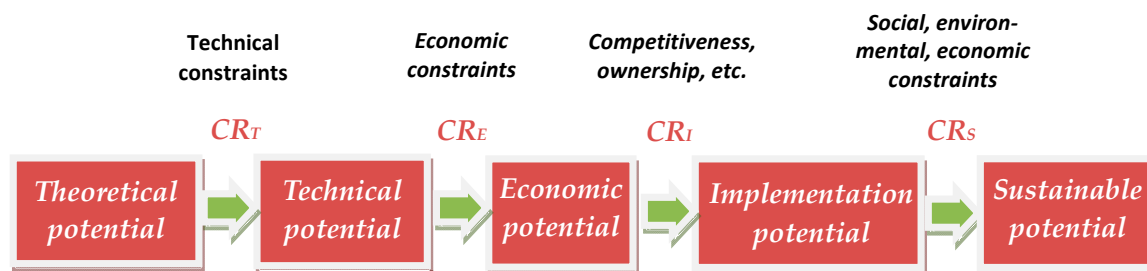 Technical
constraints
Economic
constraints
Competitiveness,
ownership, etc.
Social, environ-
mental, economic
constraints
CRT
CRE
CRI
CRS
Theoretical
potential
Technical
potential
Economic
potential
Implementation
potential
Sustainable
potential